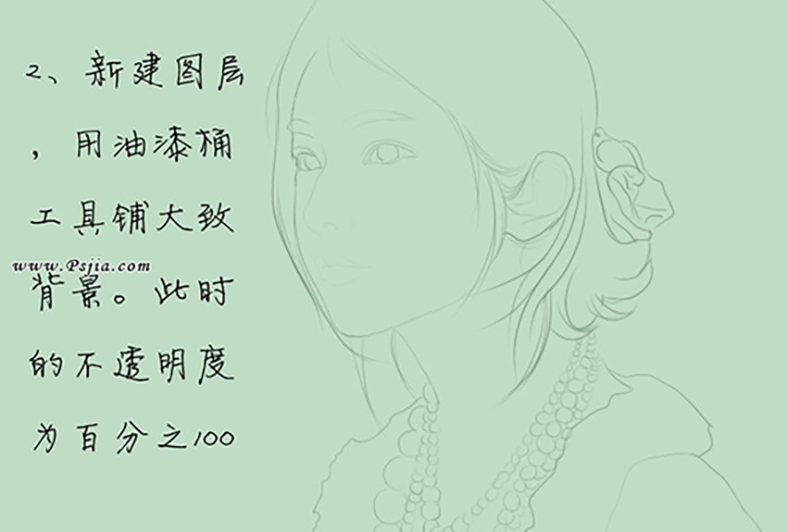 2、新建图层
，用油漆桶
工具铺大致
www.Psjia.com
背景。此时
的不透明度
为百分之100